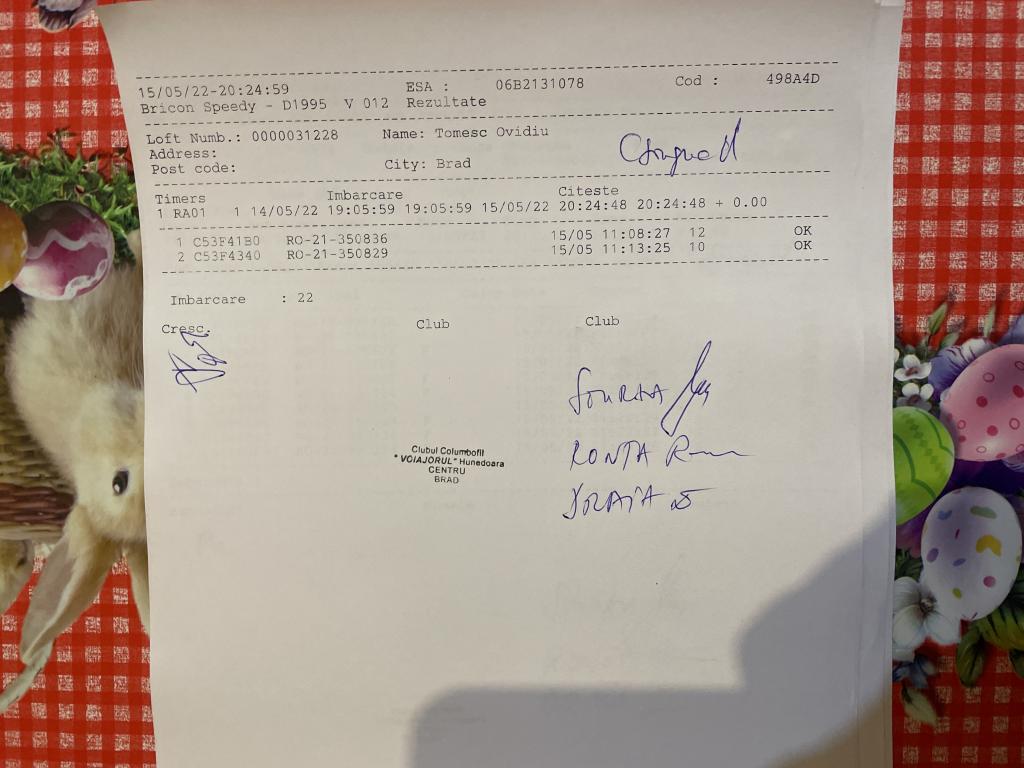 15/05/22-20:24:59 ESA : 06B2131078 Cod : 498A4D
Bricon Speedy - D1995 V 012 Rezultate
Loft Numb.: 0000031228 Name: Tomesc Ovidiu
Address:
Post code: City: Brad
Timers Imbarcare Citeste
1 RA01 1 14/05/22 19:05:59 19:05:59 15/05/22 20:24:48 20:24:48 + 0.00
1 C53F41B0 RO-21-350836 15/05 11:08:27 12 OK
2 C53F4340 RO-21-350829 15/05 11:13:25 10 OK
Imbarcare : 22
Cresc. Club Club
Clubul Columbofil
"VOIAJORUL" Hunedoara
CENTRU
BRAD